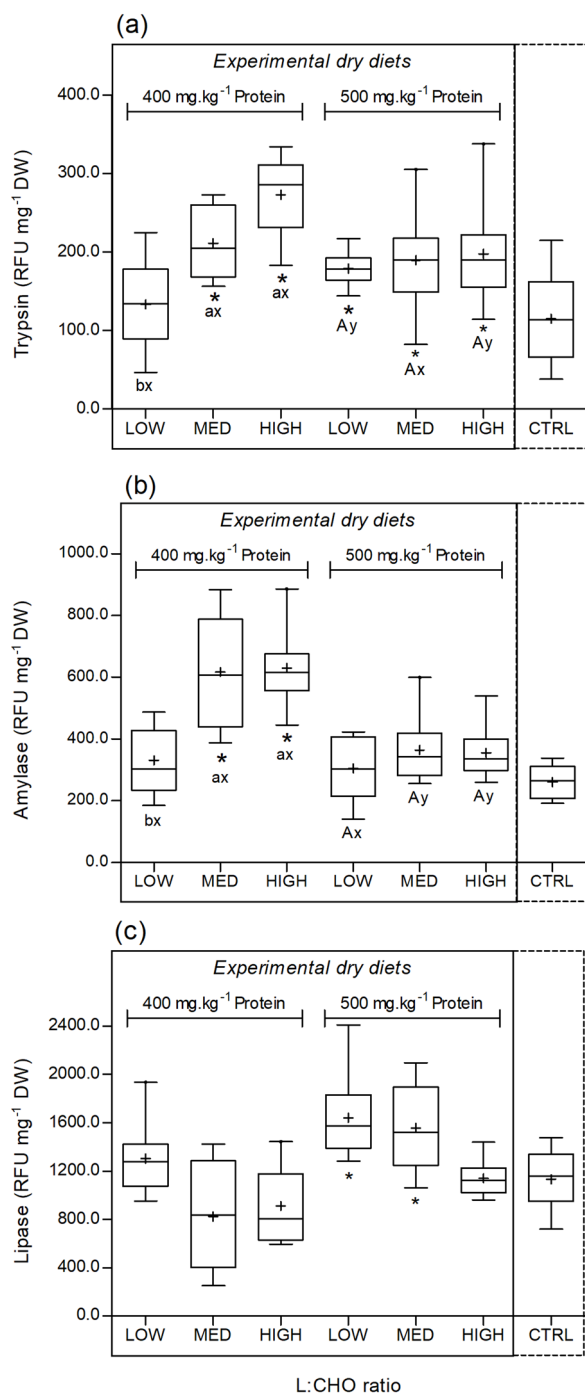 (a)
Experimental dry diets
400 mg.kg⁻¹ Protein 500 mg.kg⁻¹ Protein
Trypsin (RFU mg⁻¹ DW)
400.0
300.0
200.0
100.0
0.0
* * * * *
bx ax ax Ay Ax Ay
LOW MED HIGH LOW MED HIGH CTRL
(b)
Experimental dry diets
400 mg.kg⁻¹ Protein 500 mg.kg⁻¹ Protein
Amylase (RFU mg⁻¹ DW)
1000.0
800.0
600.0
400.0
200.0
0.0
* *
bx ax ax Ax Ay Ay
LOW MED HIGH LOW MED HIGH CTRL
(c)
Experimental dry diets
400 mg.kg⁻¹ Protein 500 mg.kg⁻¹ Protein
Lipase (RFU mg⁻¹ DW)
2400.0
2000.0
1600.0
1200.0
800.0
400.0
0.0
* *
LOW MED HIGH LOW MED HIGH CTRL
L:CHO ratio